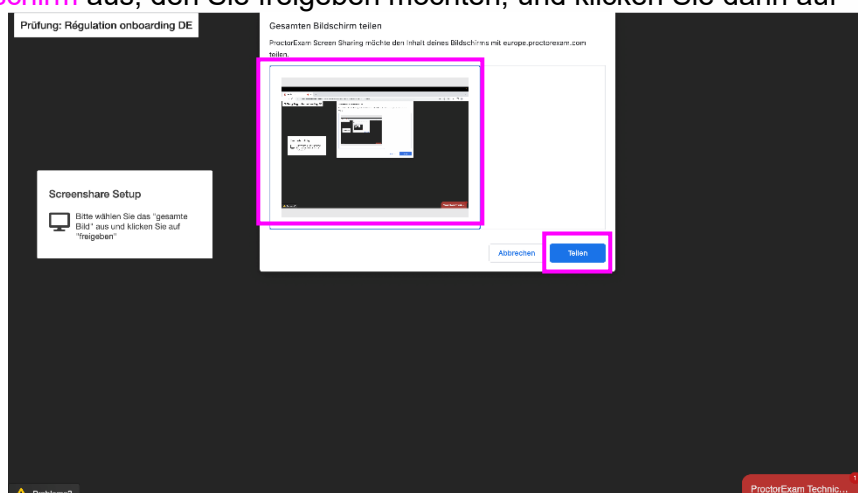 schirm aus, den Sie freigeben möchten, und klicken Sie dann auf
Prüfung: Régulation onboarding DE
Gesamten Bildschirm teilen
ProctorExam Screen Sharing möchte den Inhalt deines Bildschirms mit europe.proctorexam.com
teilen.
Screenshare Setup
Bitte wählen Sie das "gesamte
Bild" aus und klicken Sie auf
"freigeben"
Abbrechen
Teilen
ProctorExam Technic...
1